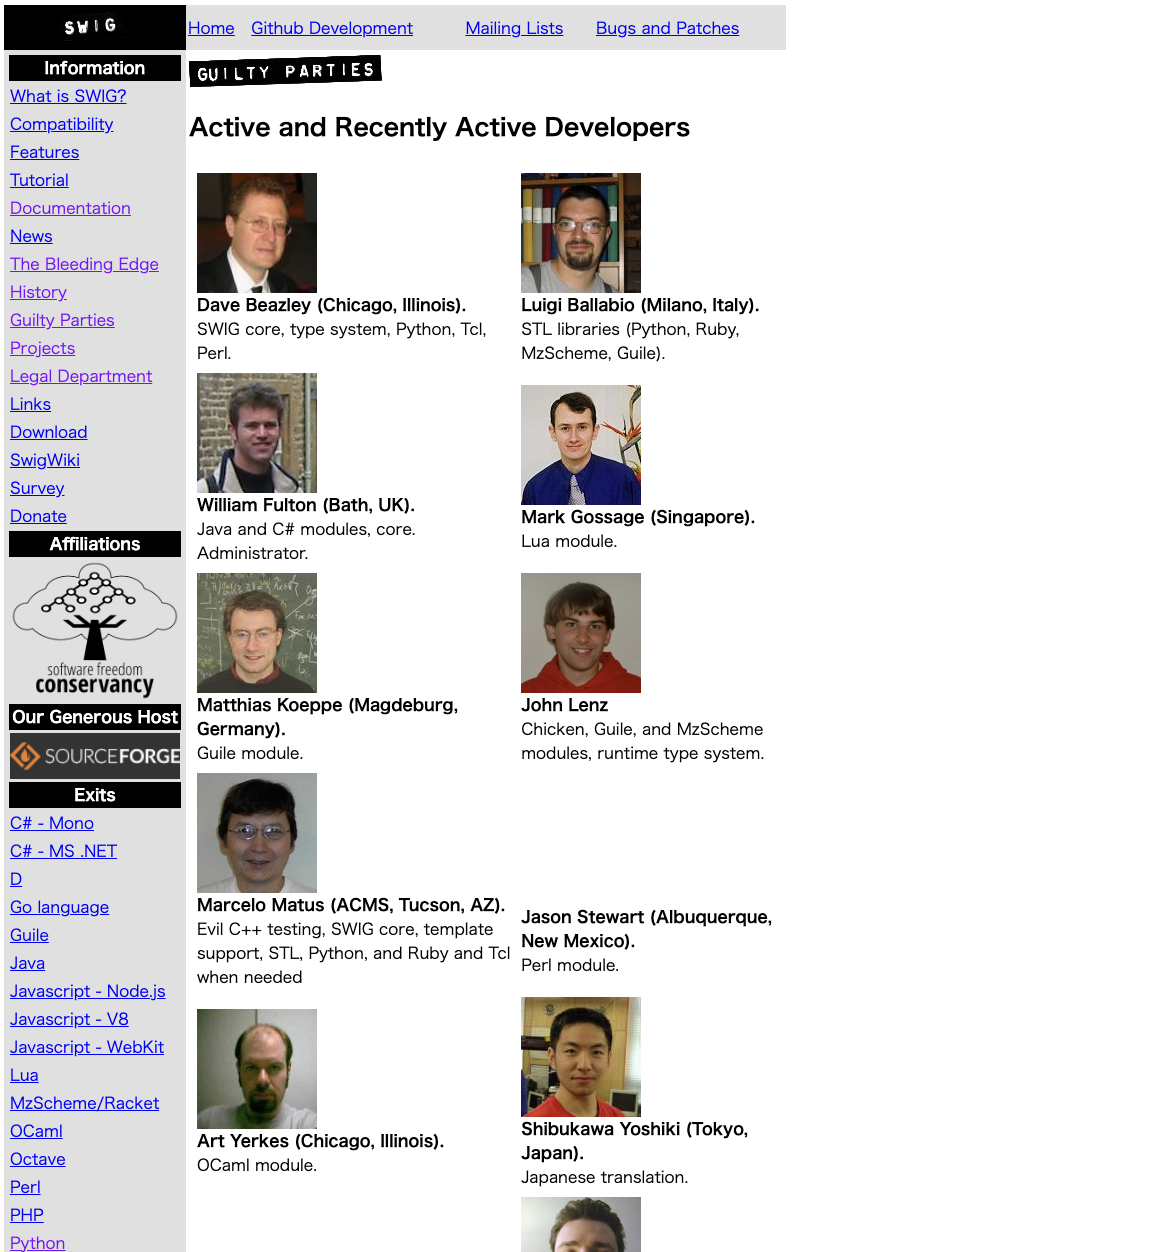 SWIG
Home Github Development Mailing Lists Bugs and Patches
Information
What is SWIG?
Compatibility
Features
Tutorial
Documentation
News
The Bleeding Edge
History
Guilty Parties
Projects
Legal Department
Links
Download
SwigWiki
Survey
Donate
Affiliations
software freedom
conservancy
Our Generous Host
SOURCEFORGE
Exits
C# - Mono
C# - MS .NET
D
Go language
Guile
Java
Javascript - Node.js
Javascript - V8
Javascript - WebKit
Lua
MzScheme/Racket
OCaml
Octave
Perl
PHP
Python
GUILTY PARTIES
Active and Recently Active Developers
Dave Beazley (Chicago, Illinois).
SWIG core, type system, Python, Tcl,
Perl.
Luigi Ballabio (Milano, Italy).
STL libraries (Python, Ruby,
MzScheme, Guile).
William Fulton (Bath, UK).
Java and C# modules, core.
Administrator.
Mark Gossage (Singapore).
Lua module.
Matthias Koeppe (Magdeburg,
Germany).
Guile module.
John Lenz
Chicken, Guile, and MzScheme
modules, runtime type system.
Marcelo Matus (ACMS, Tucson, AZ).
Evil C++ testing, SWIG core, template
support, STL, Python, and Ruby and Tcl
when needed
Jason Stewart (Albuquerque,
New Mexico).
Perl module.
Art Yerkes (Chicago, Illinois).
OCaml module.
Shibukawa Yoshiki (Tokyo,
Japan).
Japanese translation.